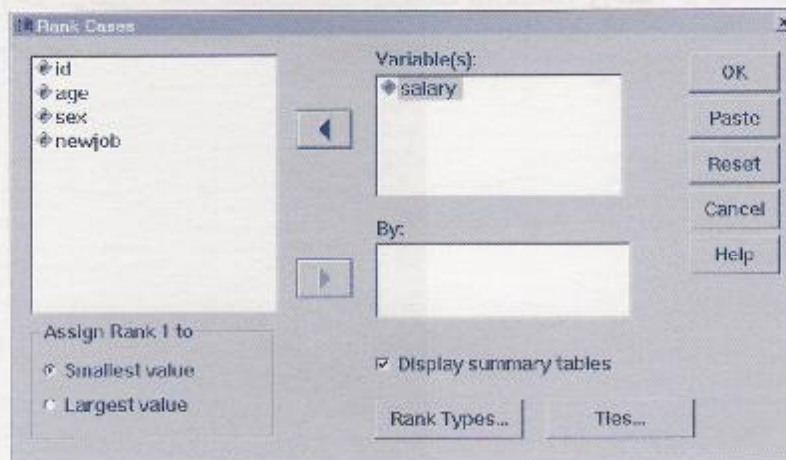 Rank Cases
id
age
sex
newjob
Assign Rank 1 to
Smallest value
Largest value
Variable(s):
salary
By:
Display summary tables
Rank Types...
Ties...
OK
Paste
Reset
Cancel
Help